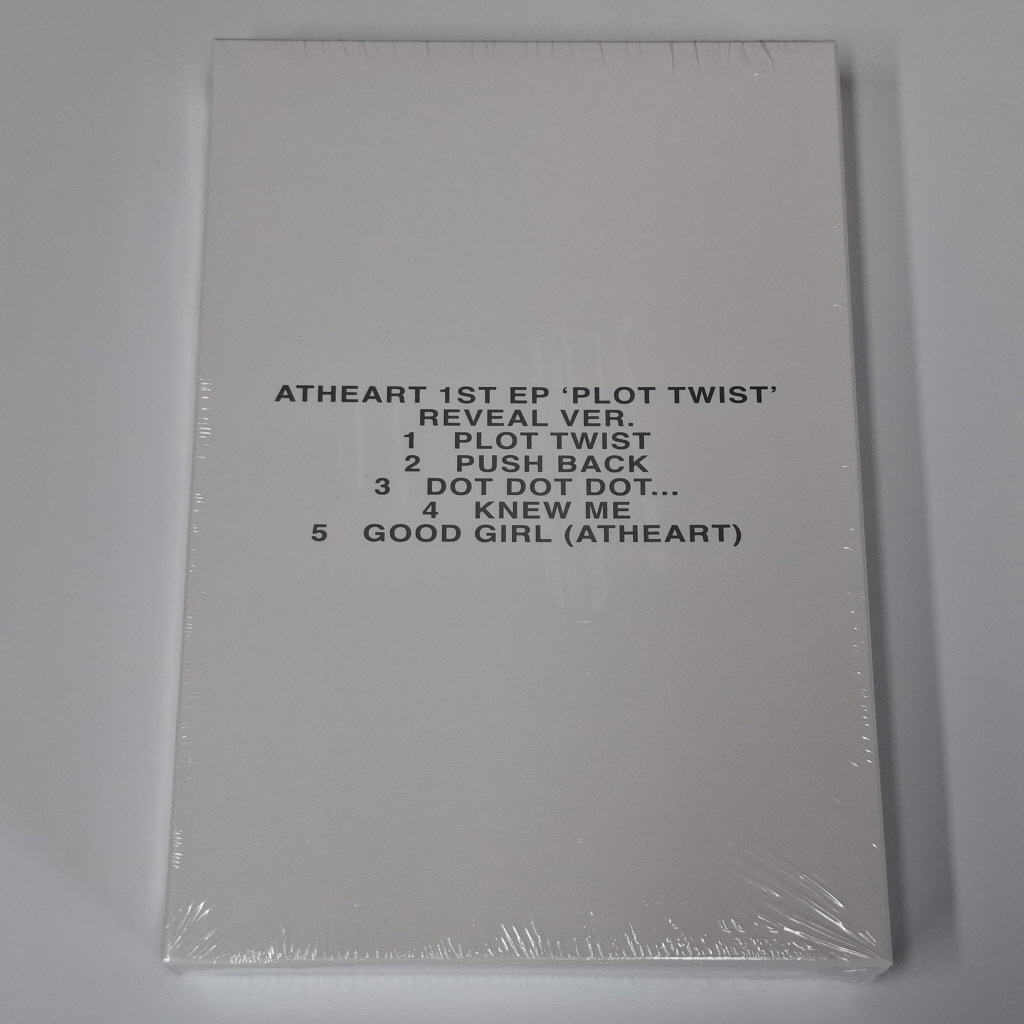 ATHEART 1ST EP ‘PLOT TWIST’
REVEAL VER.
1 PLOT TWIST
2 PUSH BACK
3 DOT DOT DOT...
4 KNEW ME
5 GOOD GIRL (ATHEART)